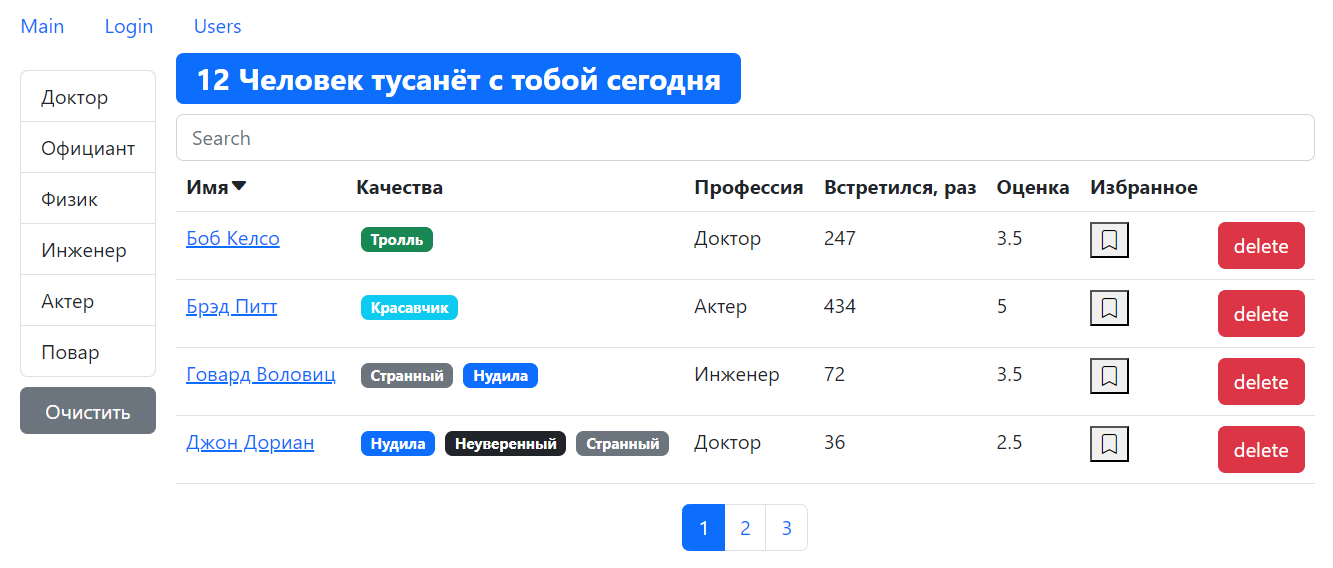 Main Login Users
12 Человек тусанёт с тобой сегодня
Доктор
Официант
Физик
Инженер
Актер
Повар
Очистить
Search
Имя Качества Профессия Встретился, раз Оценка Избранное
Боб Келсо Тролль Доктор 247 3.5 delete
Брэд Питт Красавчик Актер 434 5 delete
Говард Воловиц Странный Нудила Инженер 72 3.5 delete
Джон Дориан Нудила Неуверенный Странный Доктор 36 2.5 delete
1 2 3